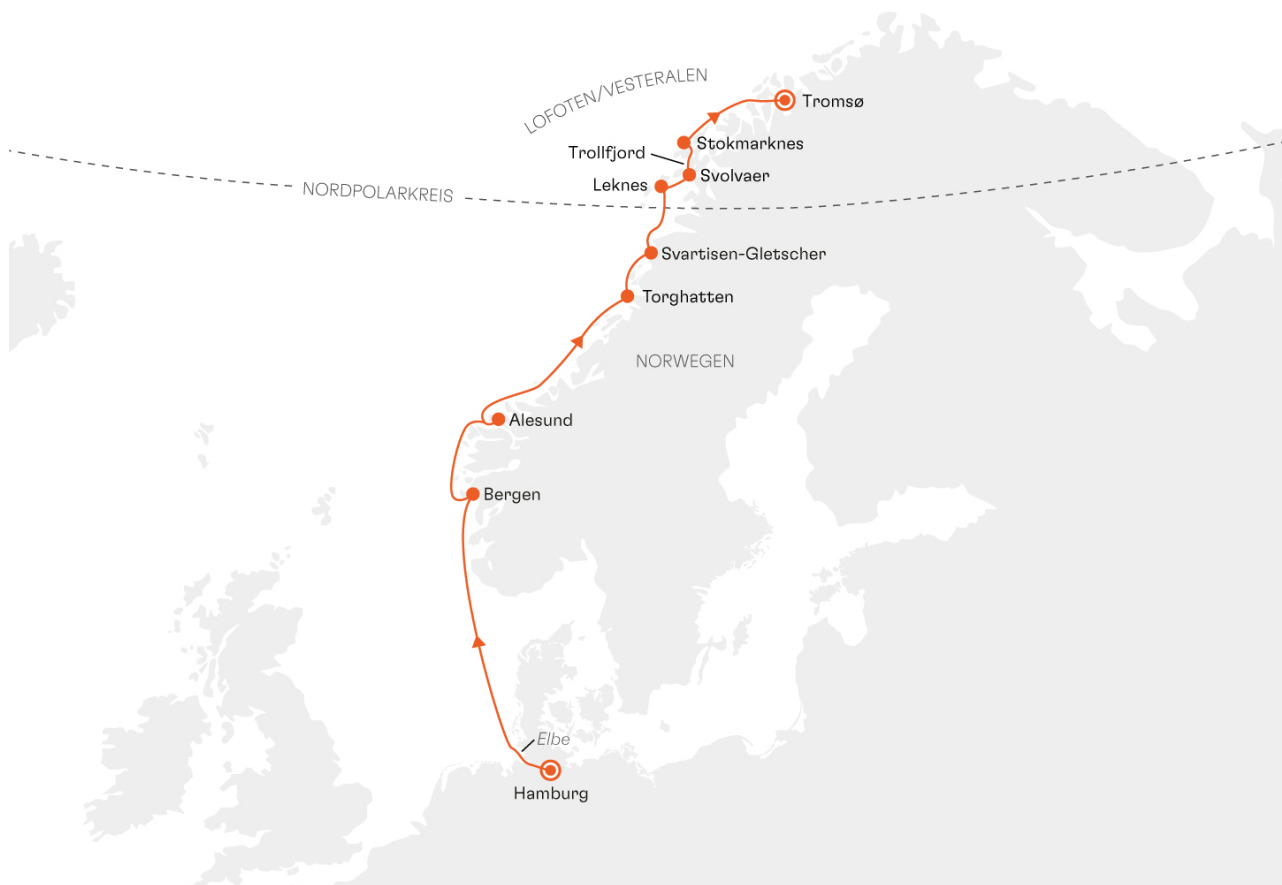 LOFOTEN/VESTERALEN
Tromsø
Stokmarknes
Trollfjord
Svolvaer
Leknes
NORDPOLARKREIS
Svartisen-Gletscher
Torghatten
NORWEGEN
Alesund
Bergen
Elbe
Hamburg